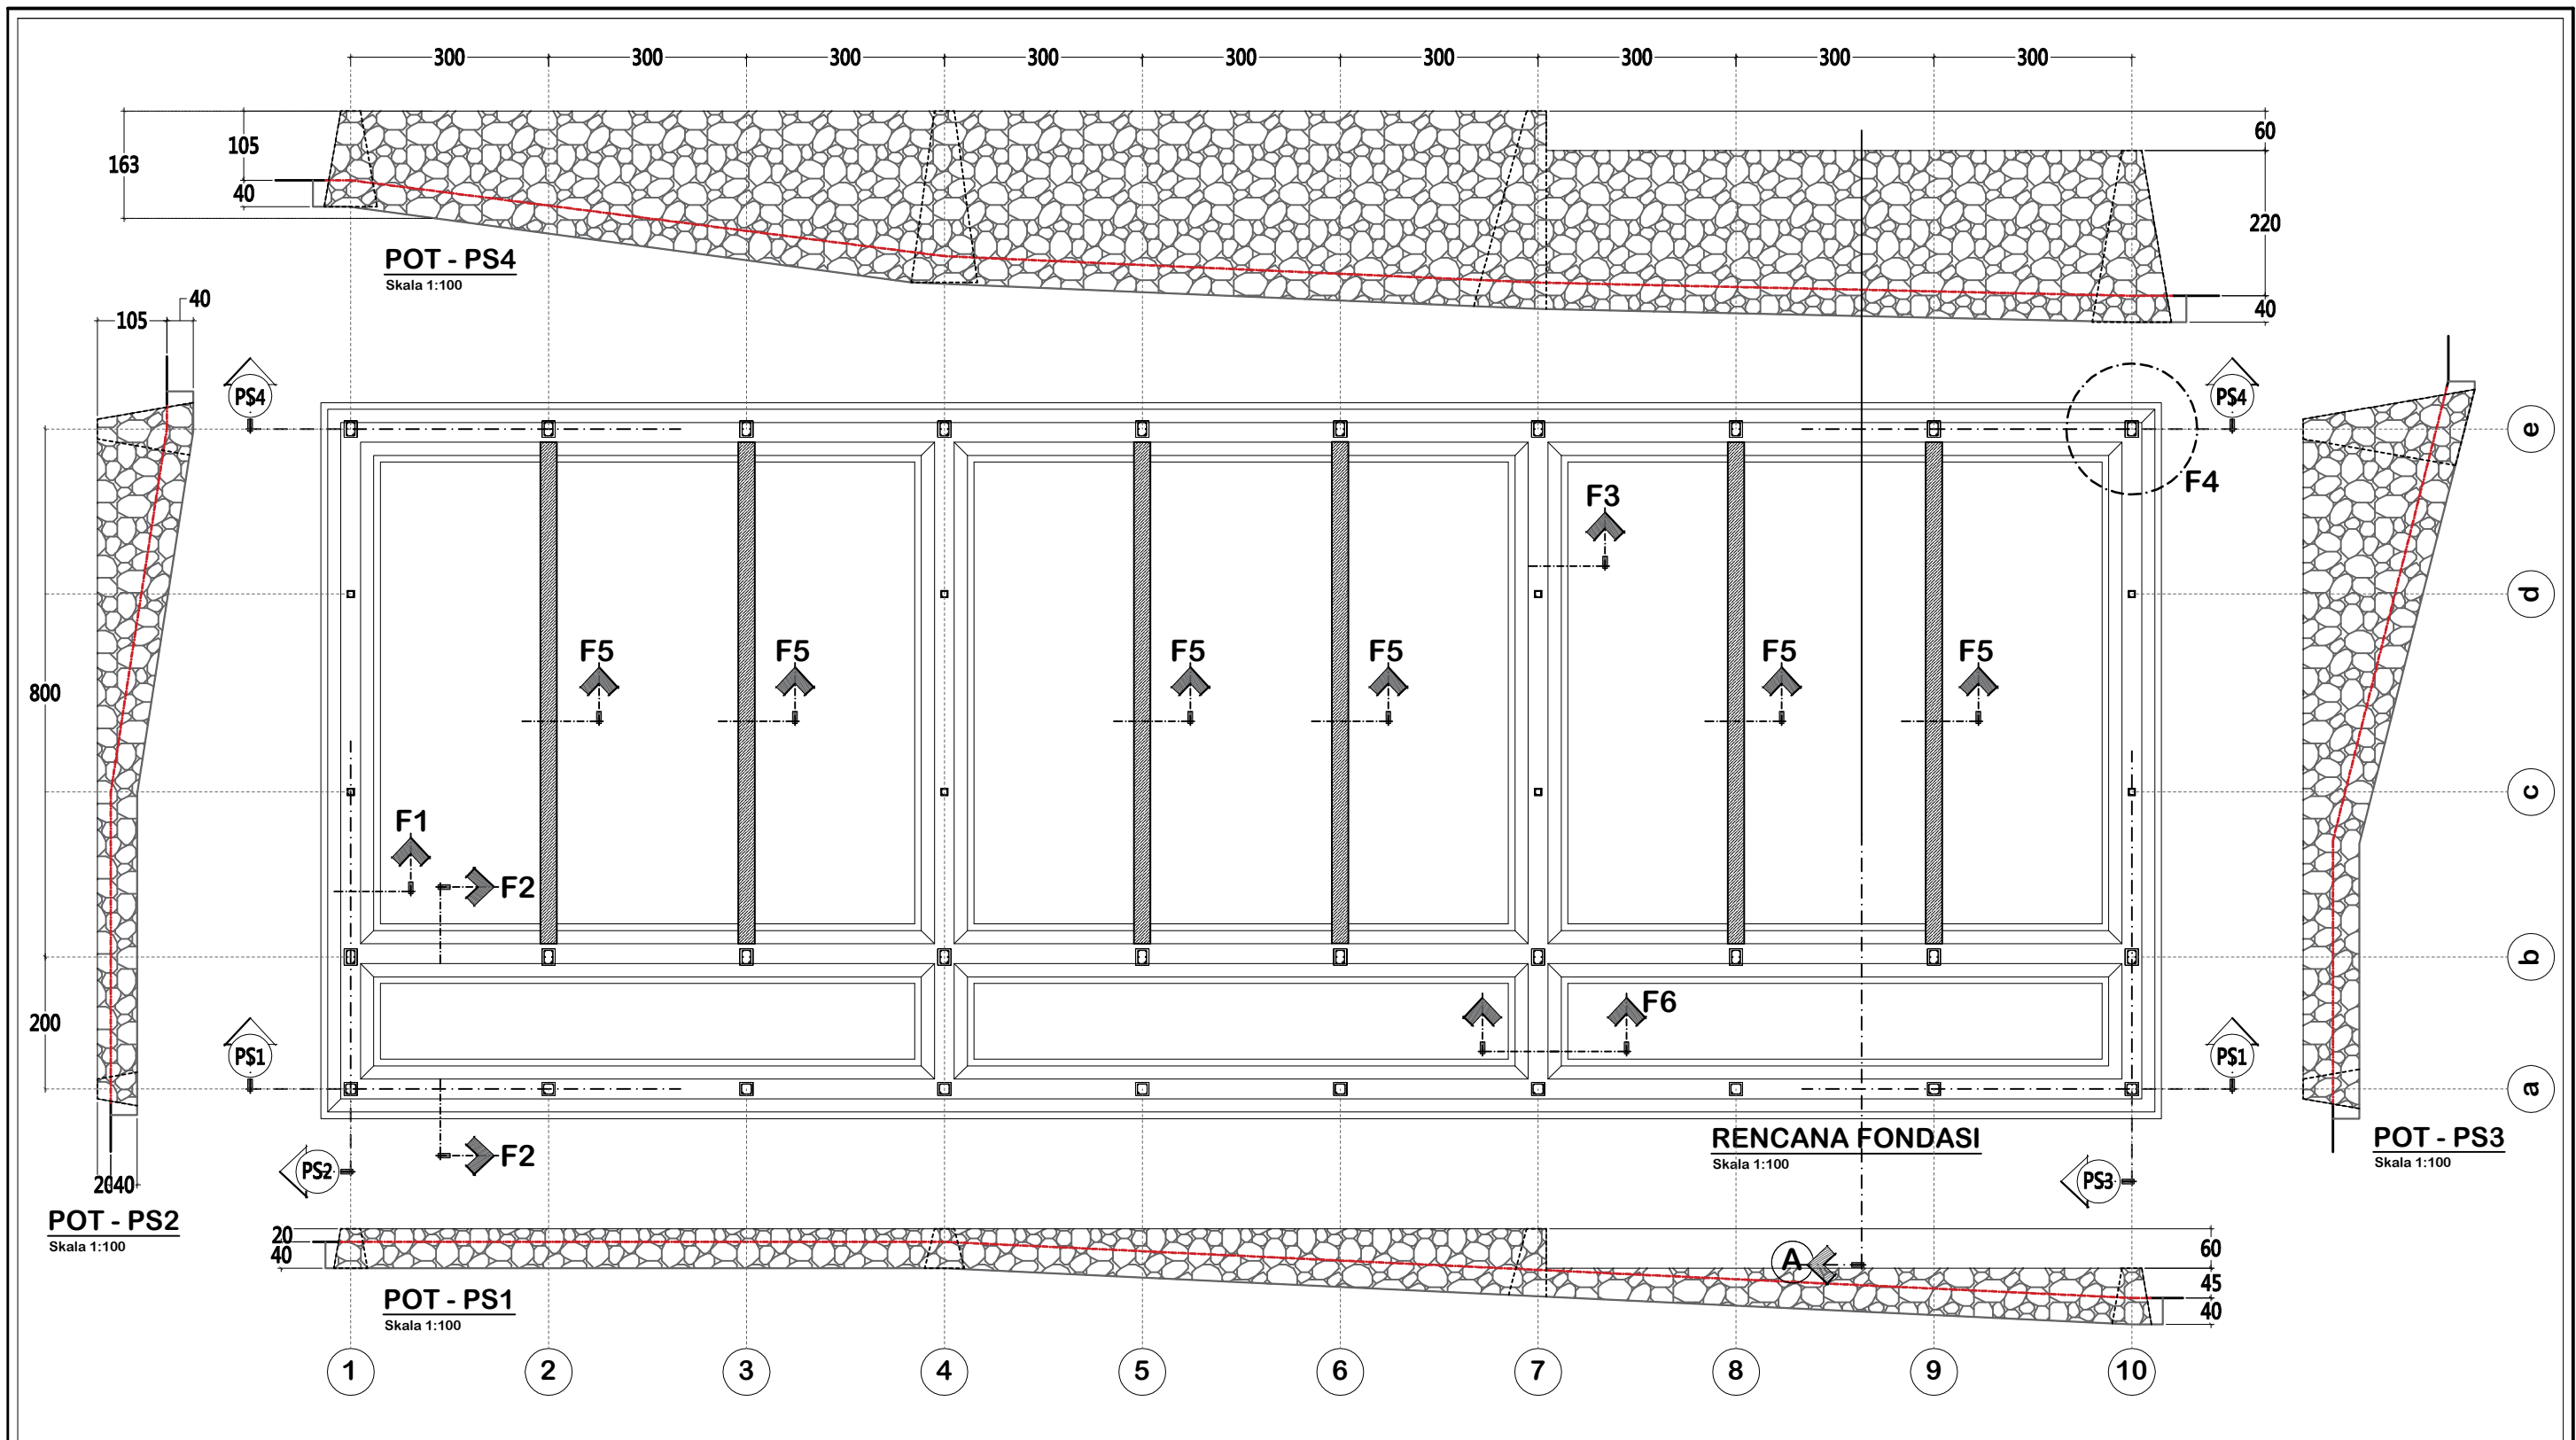 300 300 300 300 300 300 300 300 300
163
105
40
60
220
40
POT - PS4
Skala 1:100
105
40
PS4
PS4
e
F4
F3
d
F5 F5 F5 F5 F5 F5
800
c
F1
F2
b
200
F6
PS1
PS1
a
RENCANA FONDASI
Skala 1:100
POT - PS3
Skala 1:100
F2
PS2
PS3
2040
POT - PS2
Skala 1:100
20
40
A
60
45
40
POT - PS1
Skala 1:100
1 2 3 4 5 6 7 8 9 10